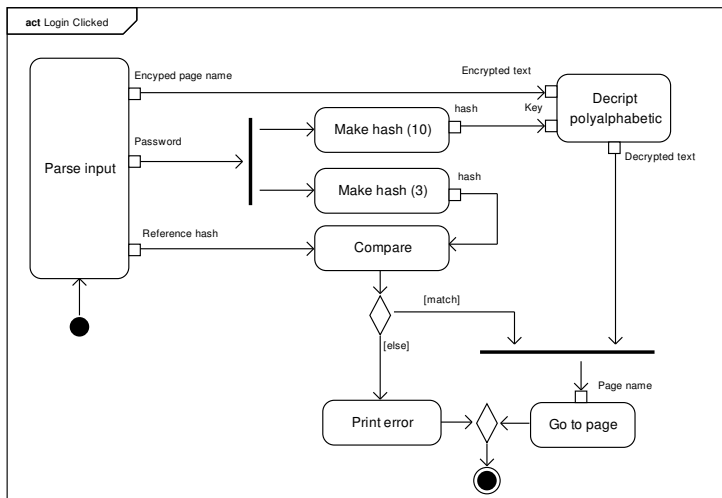 act Login Clicked
Encyped page name
Encrypted text
Decript
polyalphabetic
hash
Key
Make hash (10)
Password
Decrypted text
Parse input
hash
Make hash (3)
Reference hash
Compare
[match]
[else]
Page name
Print error
Go to page